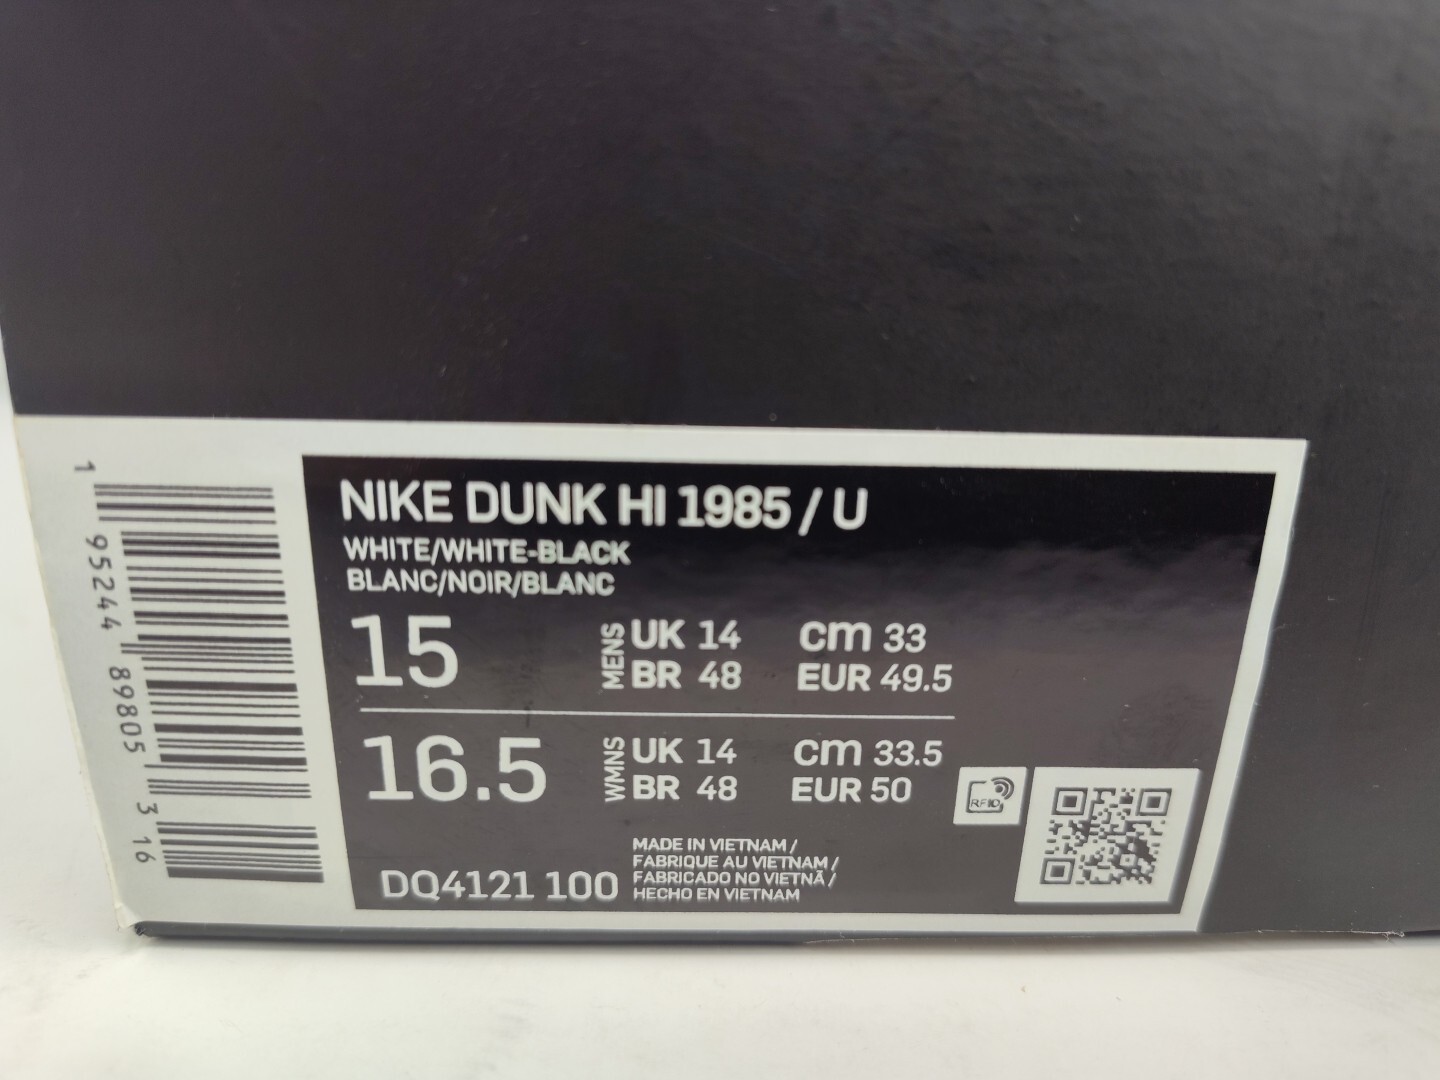 NIKE DUNK HI 1985 / U
WHITE/WHITE-BLACK
BLANC/NOIR/BLANC
15 MENS UK 14 cm 33
BR 48 EUR 49.5
16.5 WMNS UK 14 cm 33.5
BR 48 EUR 50
RFID
DQ4121 100
MADE IN VIETNAM /
FABRIQUE AU VIETNAM /
FABRICADO NO VIETNÃ /
HECHO EN VIETNAM
1 95244 89805 3 16